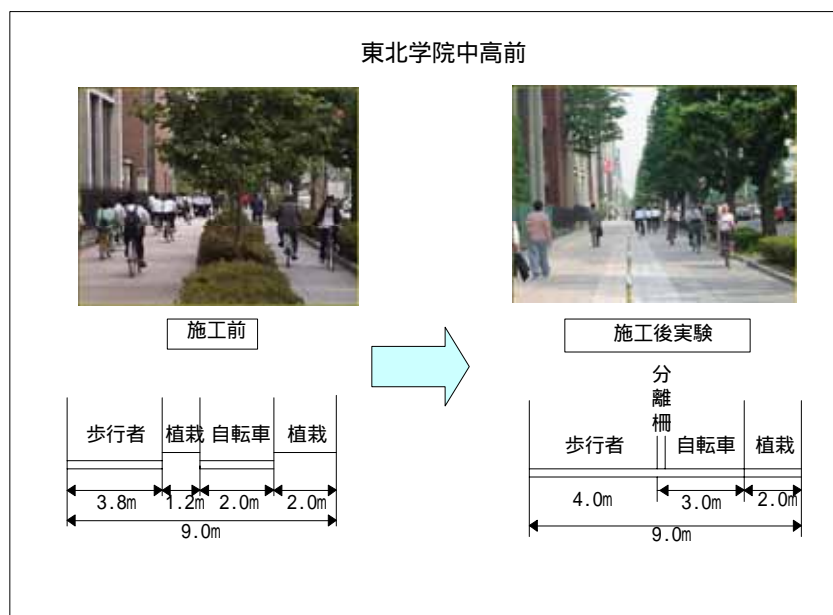 東北学院中高前
施工前
歩行者 植栽 自転車 植栽
3.8m 1.2m 2.0m 2.0m
9.0m
施工後実験
分離柵
歩行者 自転車 植栽
4.0m 3.0m 2.0m
9.0m